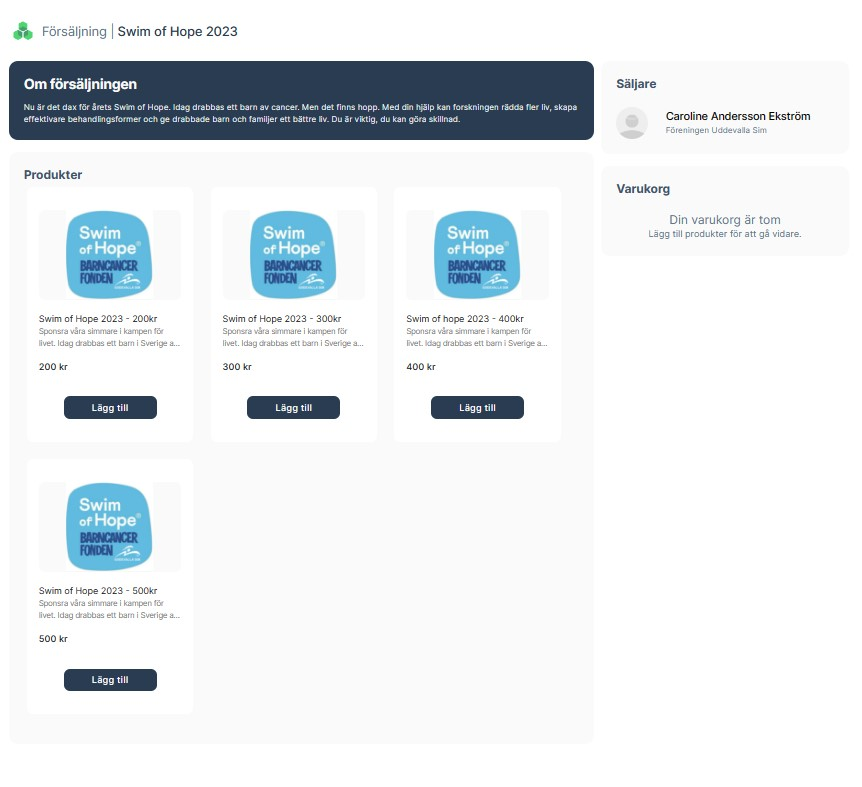 Försäljning | Swim of Hope 2023
Om försäljningen
Nu är det dax för årets Swim of Hope. Idag drabbas ett barn av cancer. Men det finns hopp. Med din hjälp kan forskningen rädda fler liv, skapa
effektivare behandlingsformer och ge drabbade barn och familjer ett bättre liv. Du är viktig, du kan göra skillnad.
Säljare
Caroline Andersson Ekström
Föreningen Uddevalla Sim
Varukorg
Din varukorg är tom
Lägg till produkter för att gå vidare.
Produkter
Swim
of Hope®
BARNCANCER
FONDEN
Swim of Hope 2023 - 200kr
Sponsra våra simmare i kampen för
livet. Idag drabbas ett barn i Sverige a...
200 kr
Lägg till
Swim
of Hope®
BARNCANCER
FONDEN
Swim of Hope 2023 - 300kr
Sponsra våra simmare i kampen för
livet. Idag drabbas ett barn i Sverige a...
300 kr
Lägg till
Swim
of Hope®
BARNCANCER
FONDEN
Swim of hope 2023 - 400kr
Sponsra våra simmare i kampen för
livet. Idag drabbas ett barn i Sverige a...
400 kr
Lägg till
Swim
of Hope®
BARNCANCER
FONDEN
Swim of Hope 2023 - 500kr
Sponsra våra simmare i kampen för
livet. Idag drabbas ett barn i Sverige a...
500 kr
Lägg till